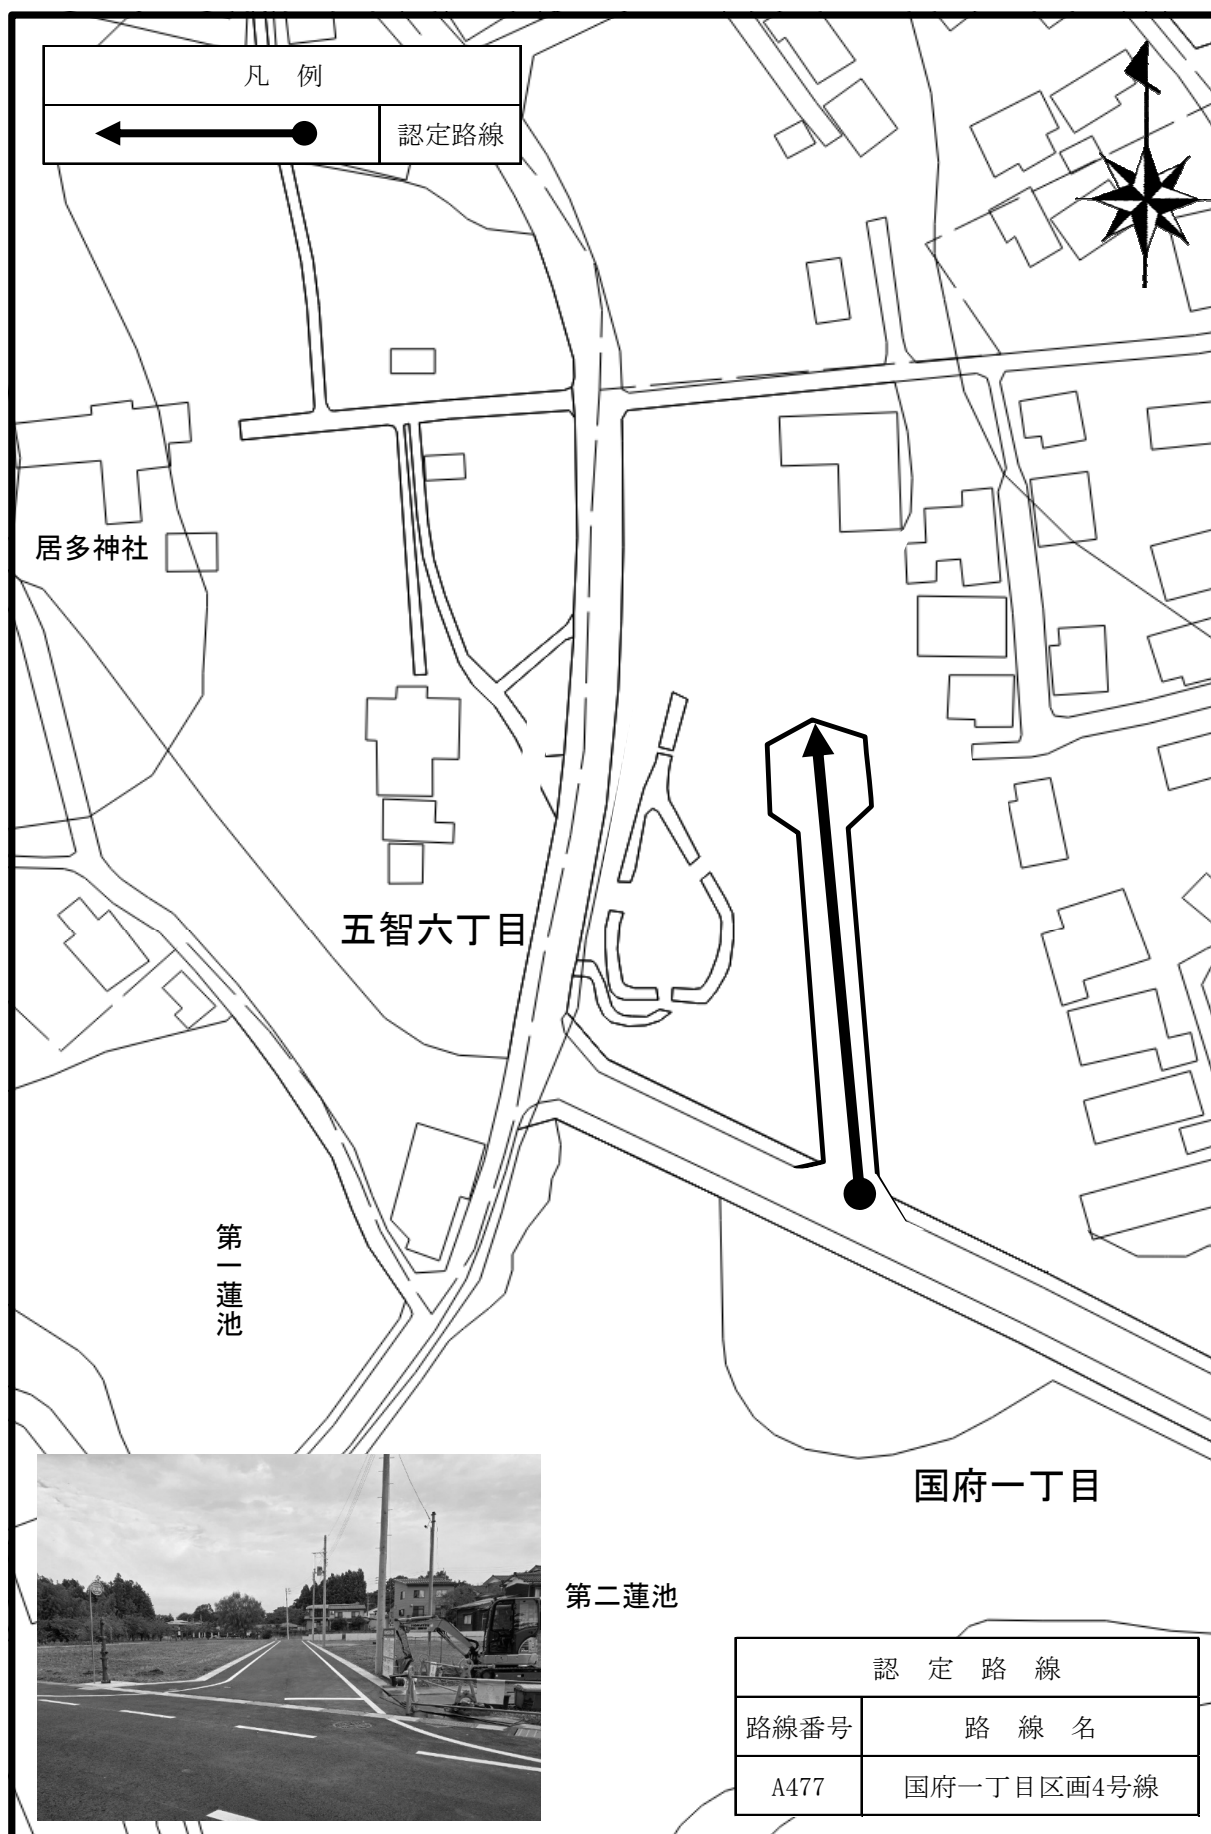 凡　例
認定路線
居多神社
五智六丁目
第一蓮池
国府一丁目
第二蓮池
認　定　路　線
路線番号　路　線　名
A477　国府一丁目区画4号線